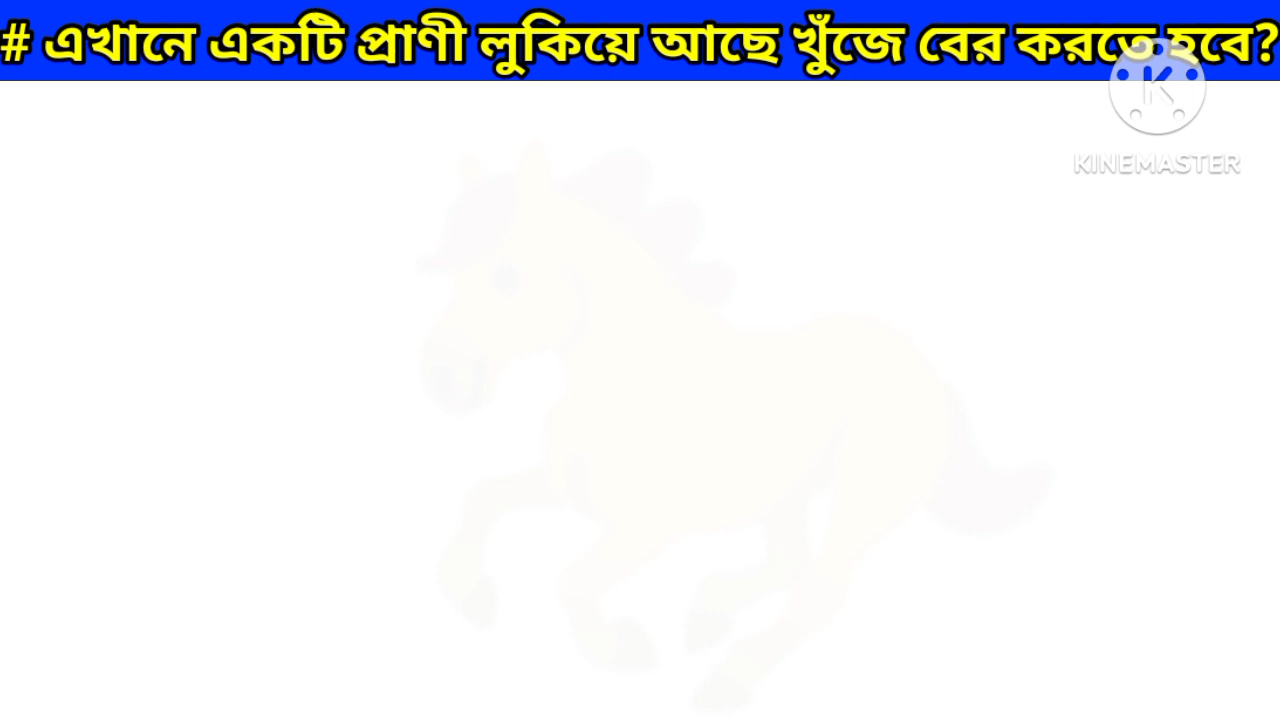 # এখানে একটি প্রাণী লুকিয়ে আছে খুঁজে বের করতে হবে?
K
KINEMASTER